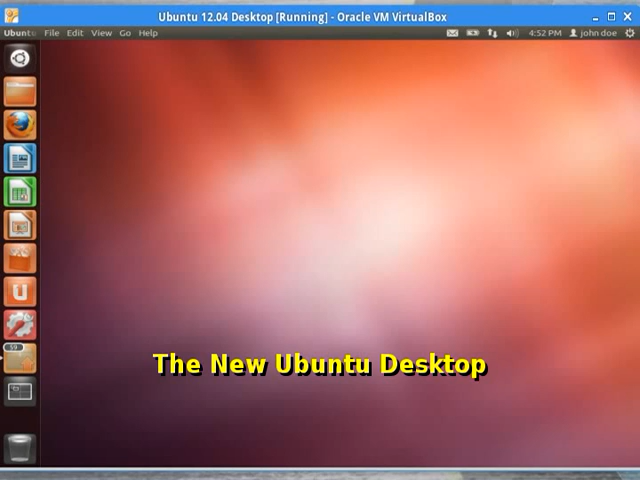 Ubuntu 12.04 Desktop [Running] - Oracle VM VirtualBox
Ubuntu File Edit View Go Help 4:52 PM john doe
59
The New Ubuntu Desktop